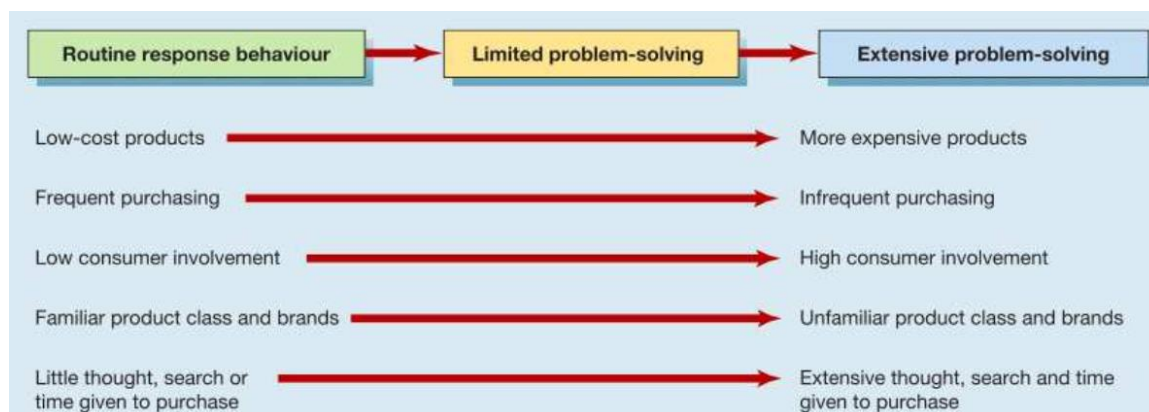 Routine response behaviour
Limited problem-solving
Extensive problem-solving
Low-cost products
More expensive products
Frequent purchasing
Infrequent purchasing
Low consumer involvement
High consumer involvement
Familiar product class and brands
Unfamiliar product class and brands
Little thought, search or
time given to purchase
Extensive thought, search and time
given to purchase